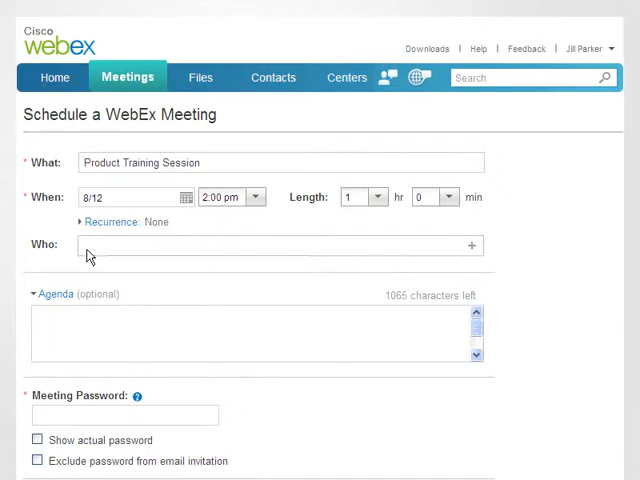 Cisco
webex
Downloads | Help | Feedback | Jill Parker
Home Meetings Files Contacts Centers Search
Schedule a WebEx Meeting
* What: Product Training Session
* When: 8/12 2:00 pm Length: 1 hr 0 min
Recurrence: None
Who:
Agenda (optional) 1065 characters left
* Meeting Password: ?
Show actual password
Exclude password from email invitation